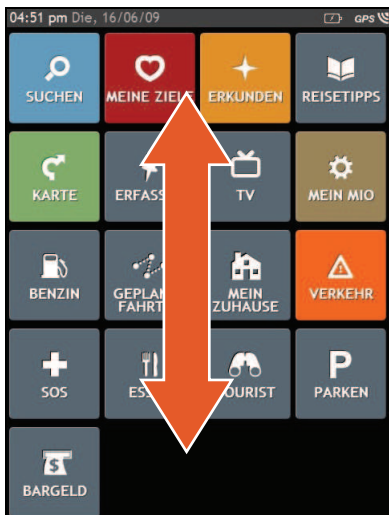 04:51 pm Die, 16/06/09 GPS
SUCHEN MEINE ZIELE ERKUNDEN REISETIPPS
KARTE TV MEIN MIO
BENZIN FAHRT MEIN ZUHAUSE VERKEHR
SOS PARKEN
BARGELD